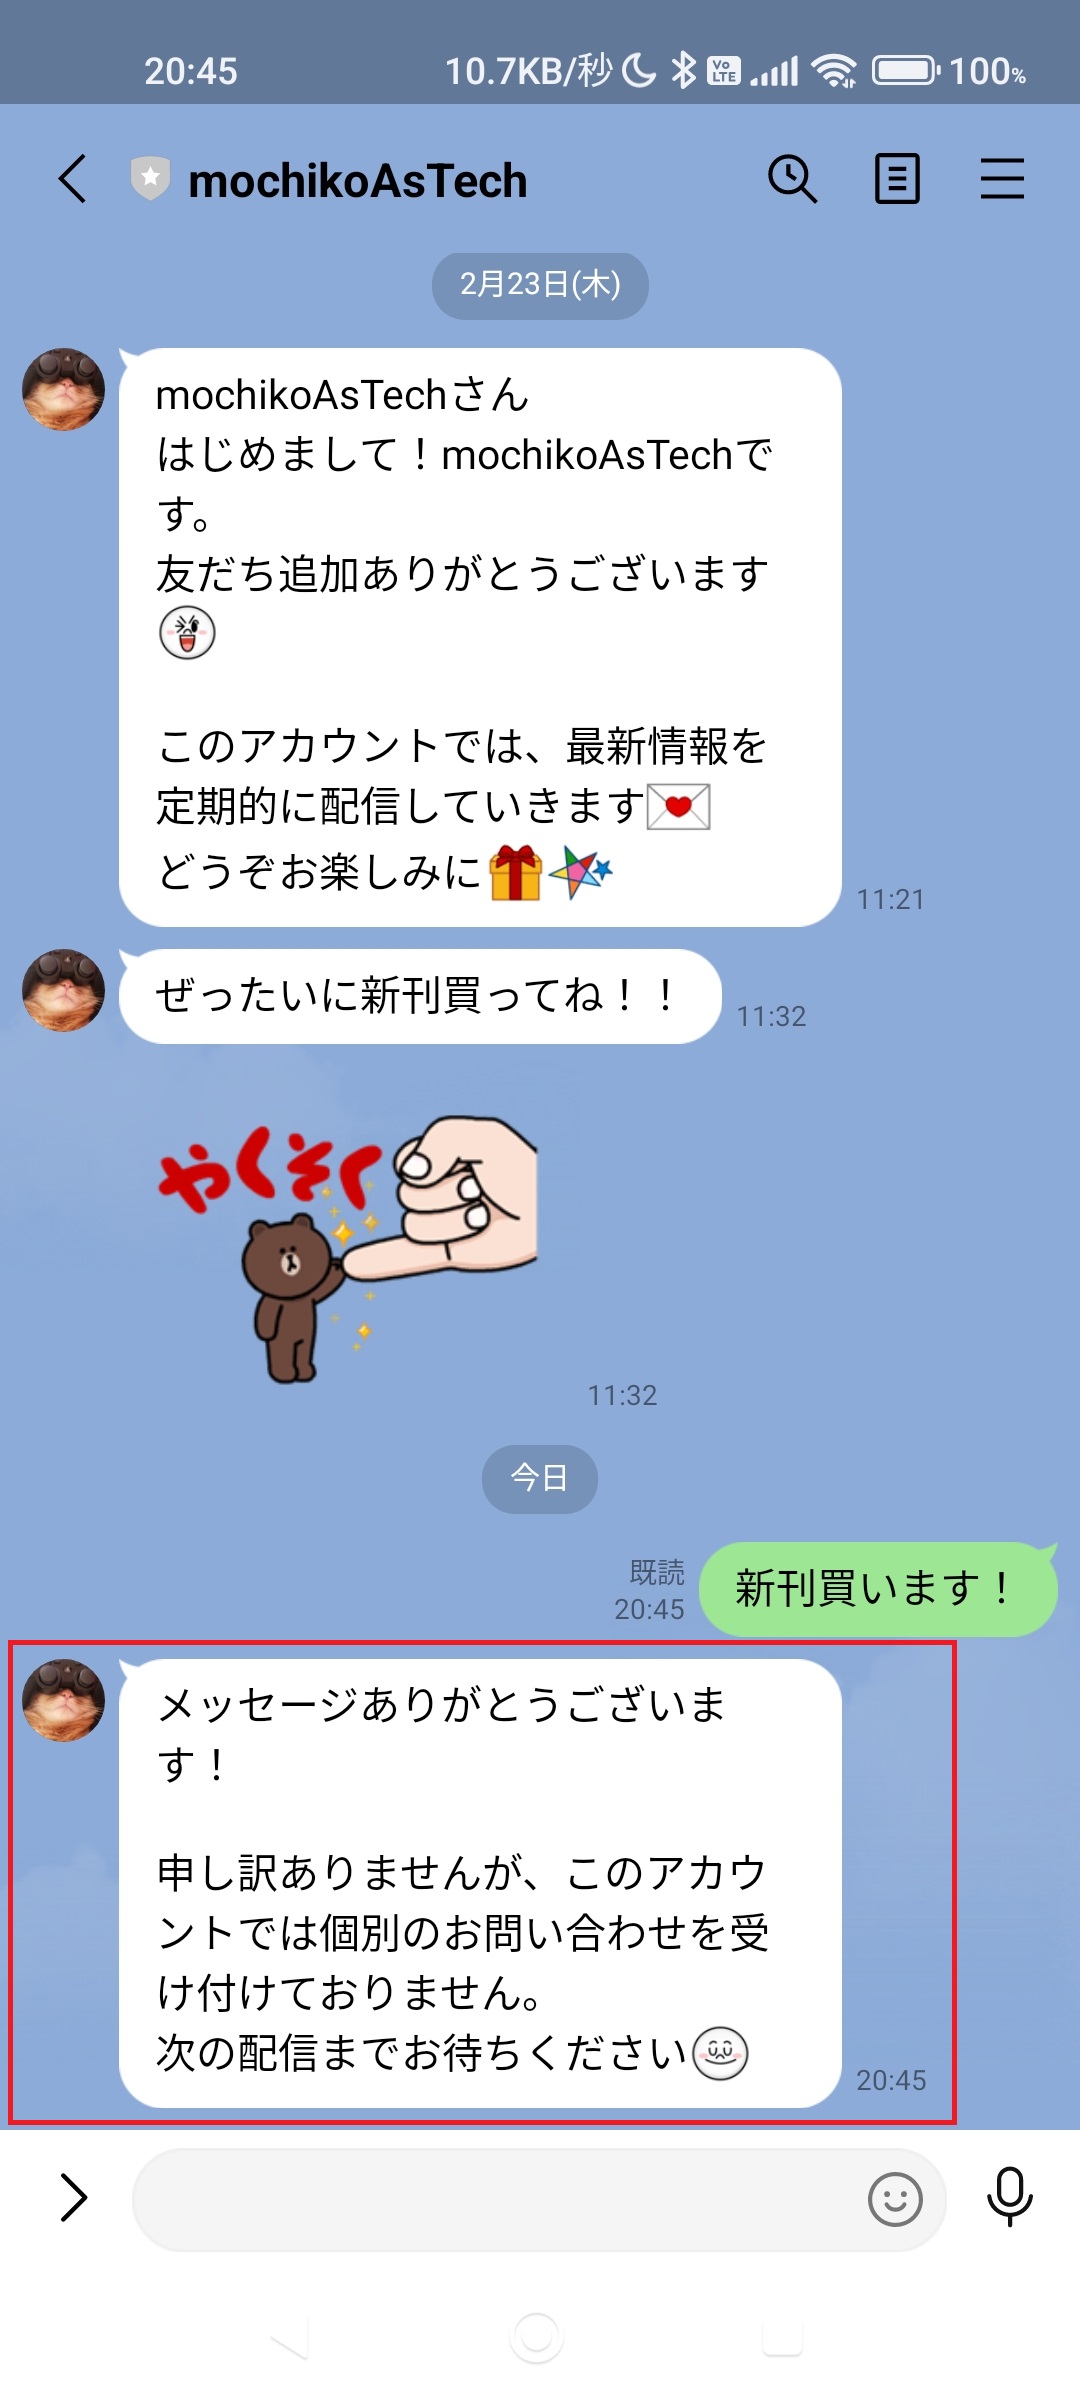 20:45
10.7KB/秒
Vo LTE
100%
mochikoAsTech
2月23日(木)
mochikoAsTechさん
はじめまして！mochikoAsTechで
す。
友だち追加ありがとうございます
このアカウントでは、最新情報を
定期的に配信していきます
どうぞお楽しみに
11:21
ぜったいに新刊買ってね！！
11:32
やくそく
11:32
今日
既読
20:45
新刊買います！
メッセージありがとうございま
す！
申し訳ありませんが、このアカウ
ントでは個別のお問い合わせを受
け付けておりません。
次の配信までお待ちください
20:45